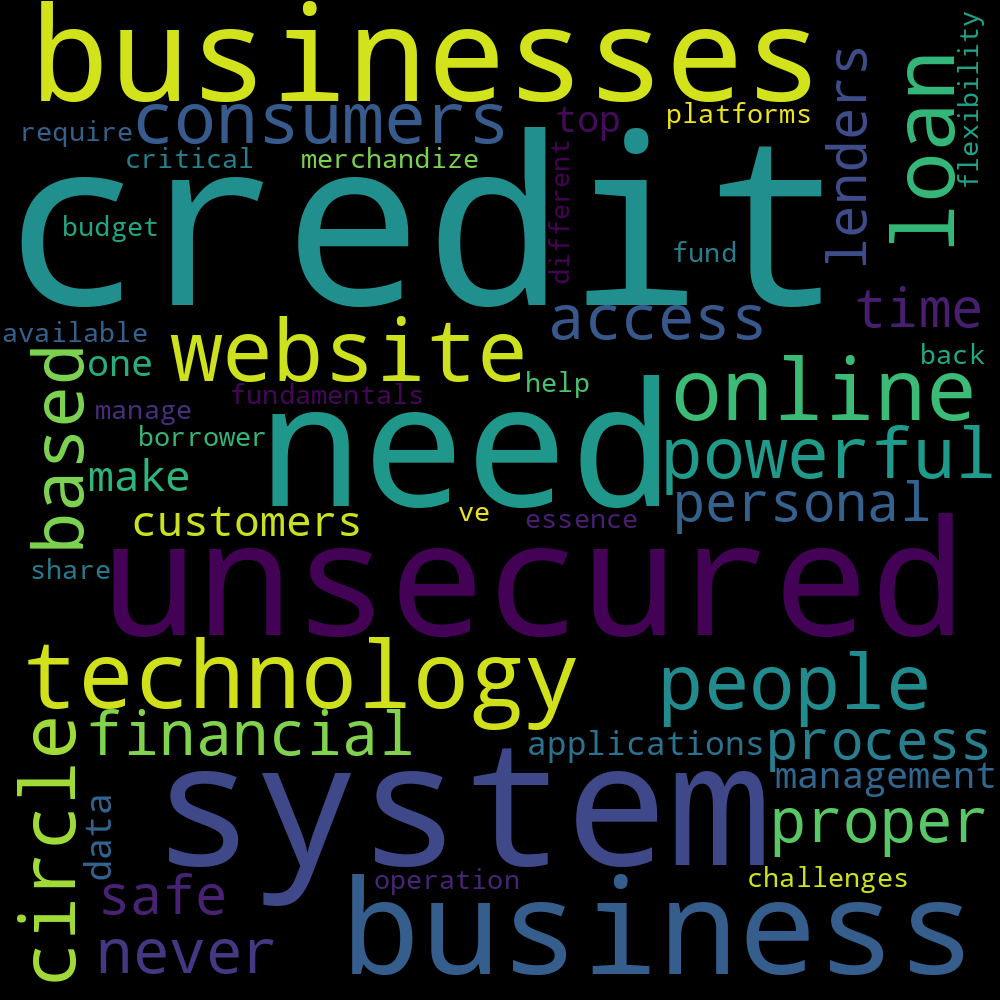 businesses
flexibility
lenders
loan
consumers
top
platforms
require
critical
merchandize
credit
different
budget
fund
time
access
available
website
based
one
back
online
help
fundamentals
need
manage
borrower
powerful
make
personal
customers
ve
essence
unsecured
share
technology
people
circle
financial
applications
process
system
management
data
proper
safe
operation
challenges
business
never